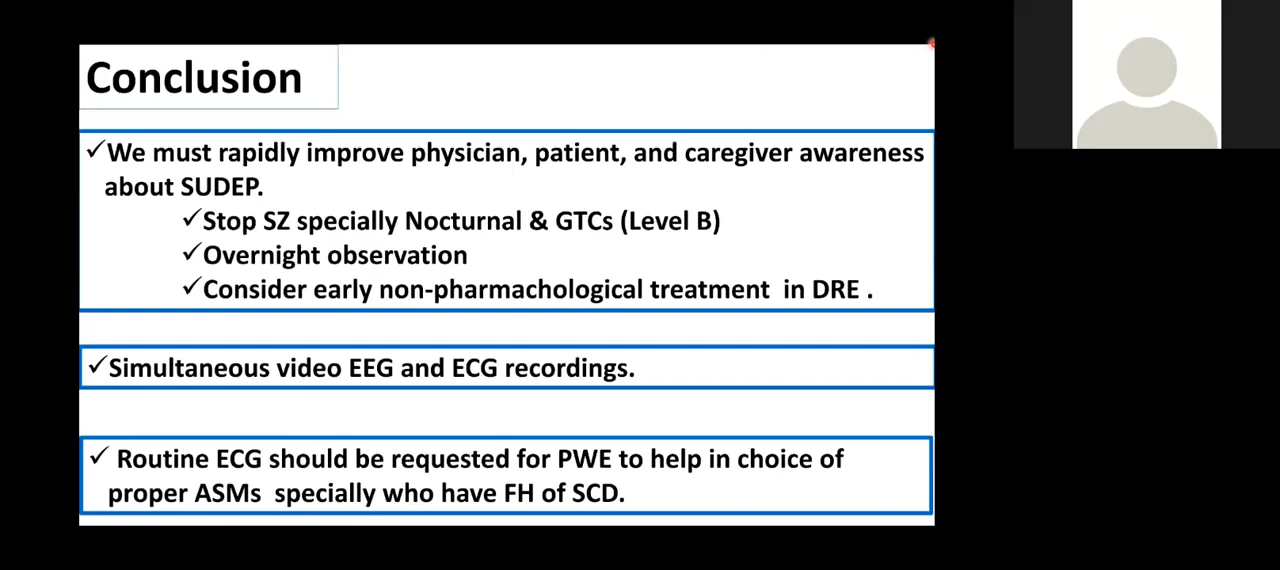 Conclusion
✓We must rapidly improve physician, patient, and caregiver awareness
about SUDEP.
✓Stop SZ specially Nocturnal & GTCs (Level B)
✓Overnight observation
✓Consider early non-pharmachological treatment in DRE .
✓Simultaneous video EEG and ECG recordings.
✓ Routine ECG should be requested for PWE to help in choice of
proper ASMs specially who have FH of SCD.